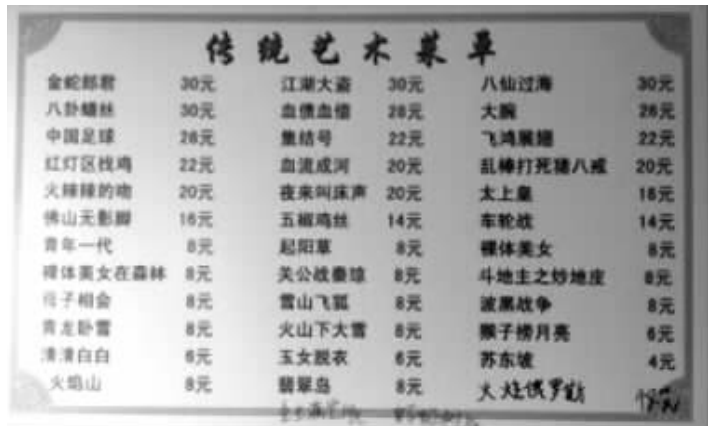 传统艺术菜单
金蛇郎君 30元 江湖大盗 30元 八仙过海 30元
八卦蟠丝 30元 血债血偿 28元 大腕 26元
中国足球 28元 集结号 22元 飞鸿展翅 22元
红灯区找鸡 22元 血流成河 20元 乱棒打死猪八戒 20元
火辣辣的吻 20元 夜来叫床声 20元 太上皇 16元
佛山无影脚 16元 五椒鸡丝 14元 车轮战 14元
青年一代 8元 起阳草 8元 裸体美女 8元
裸体美女在森林 8元 关公战秦琼 8元 斗地主之炒地皮 8元
母子相会 8元 雪山飞狐 8元 波黑战争 8元
青龙卧雪 8元 火山下大雪 8元 猴子捞月亮 6元
清清白白 6元 玉女脱衣 6元 苏东坡 4元
火焰山 8元 翡翠岛 8元 火炮俄罗斯